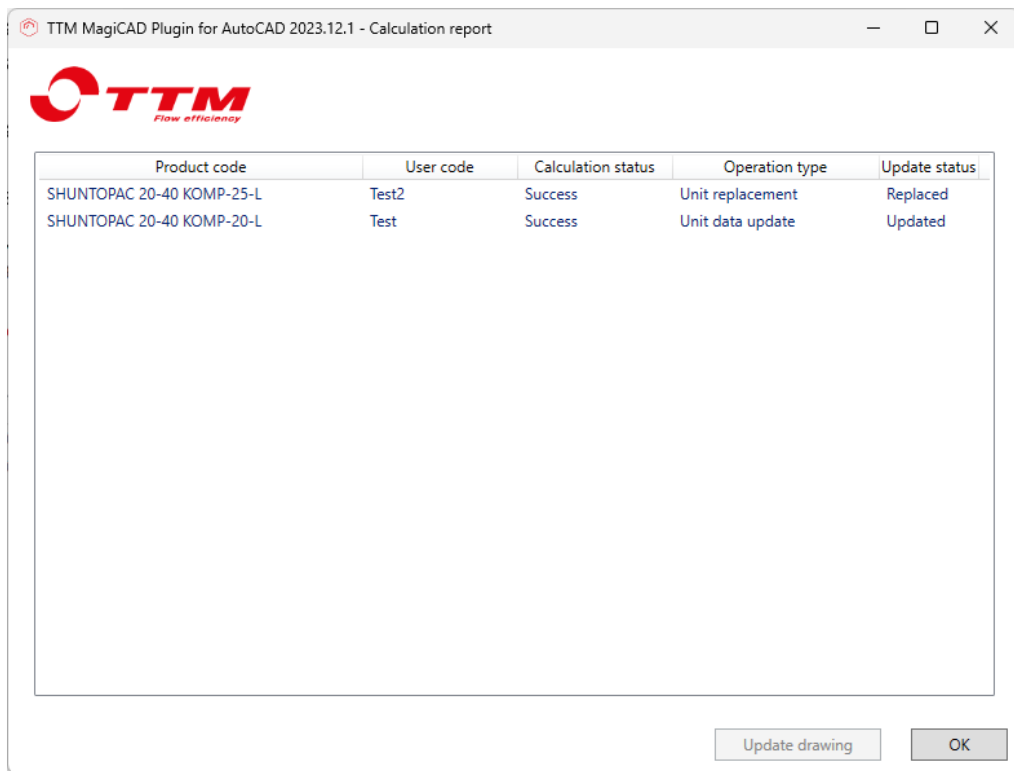 TTM MagiCAD Plugin for AutoCAD 2023.12.1 - Calculation report
TTM
Flow efficiency
Product code User code Calculation status Operation type Update status
SHUNTOPAC 20-40 KOMP-25-L Test2 Success Unit replacement Replaced
SHUNTOPAC 20-40 KOMP-20-L Test Success Unit data update Updated
Update drawing OK